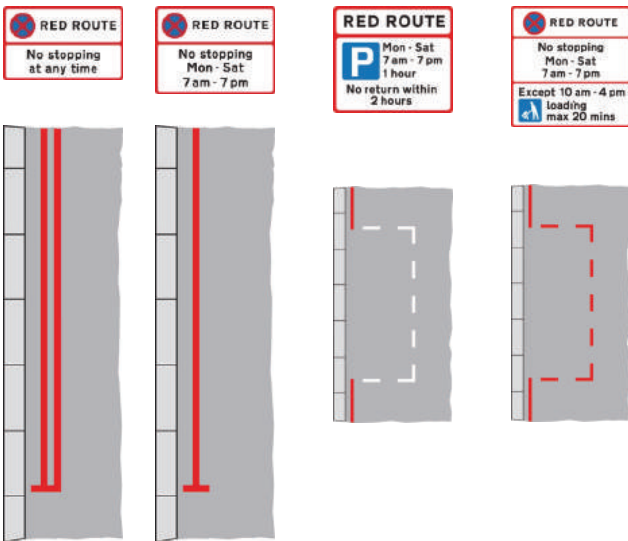 RED ROUTE
No stopping
at any time
RED ROUTE
No stopping
Mon - Sat
7 am - 7 pm
RED ROUTE
P
Mon - Sat
7 am - 7 pm
1 hour
No return within
2 hours
RED ROUTE
No stopping
Mon - Sat
7 am - 7 pm
Except 10 am - 4 pm
loading
max 20 mins